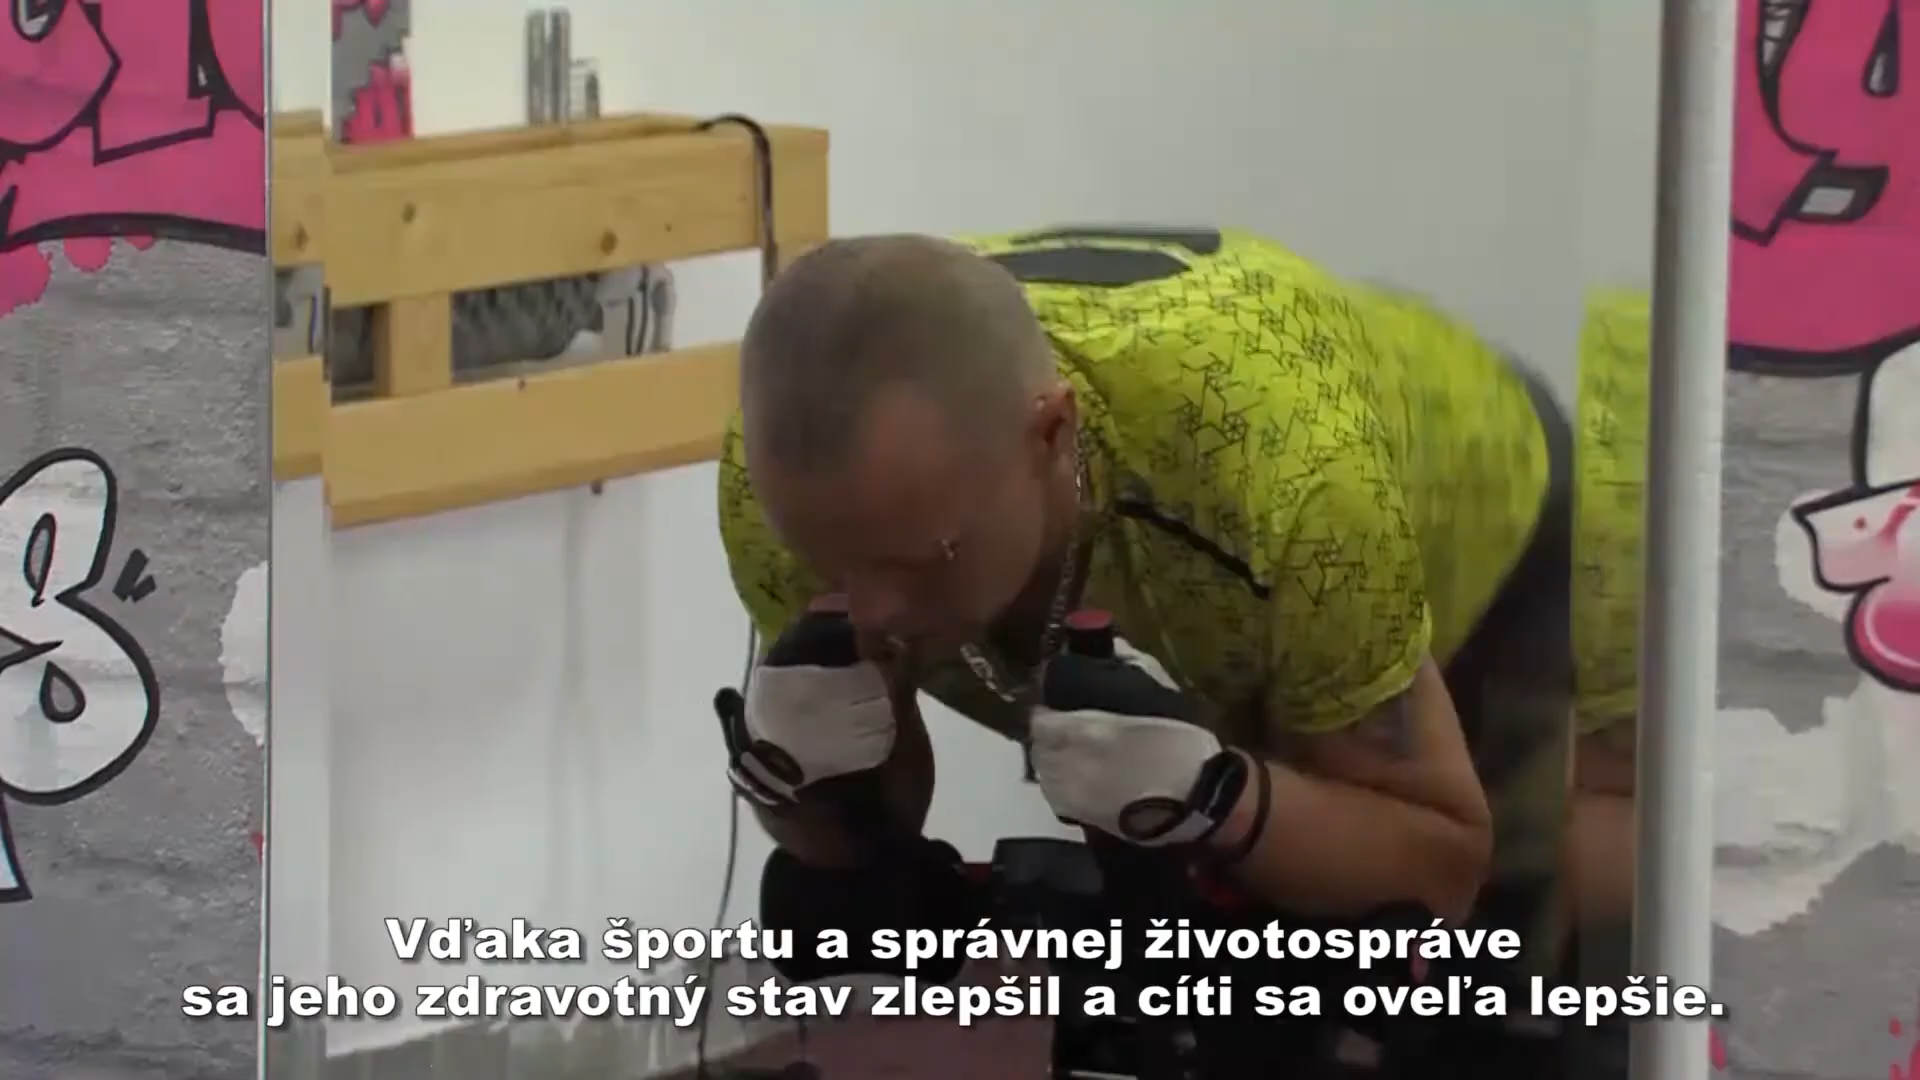 Vďaka športu a správnej životospráve
sa jeho zdravotný stav zlepšil a cíti sa oveľa lepšie.